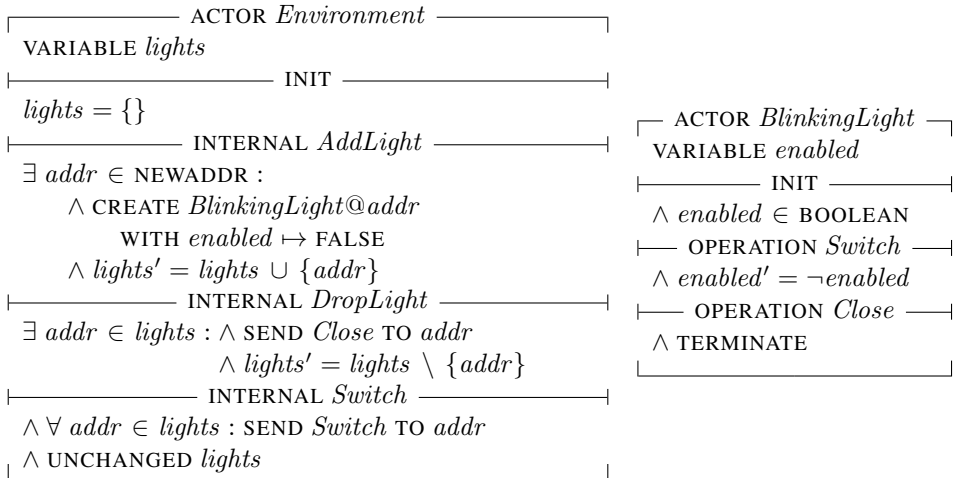 ACTOR Environment
VARIABLE lights
INIT
lights = {}
INTERNAL AddLight
∃ addr ∈ NEWADDR :
∧ CREATE BlinkingLight@addr
WITH enabled ↦ FALSE
∧ lights′ = lights ∪ {addr}
INTERNAL DropLight
∃ addr ∈ lights : ∧ SEND Close TO addr
∧ lights′ = lights \ {addr}
INTERNAL Switch
∧ ∀ addr ∈ lights : SEND Switch TO addr
∧ UNCHANGED lights
ACTOR BlinkingLight
VARIABLE enabled
INIT
∧ enabled ∈ BOOLEAN
OPERATION Switch
∧ enabled′ = ¬enabled
OPERATION Close
∧ TERMINATE